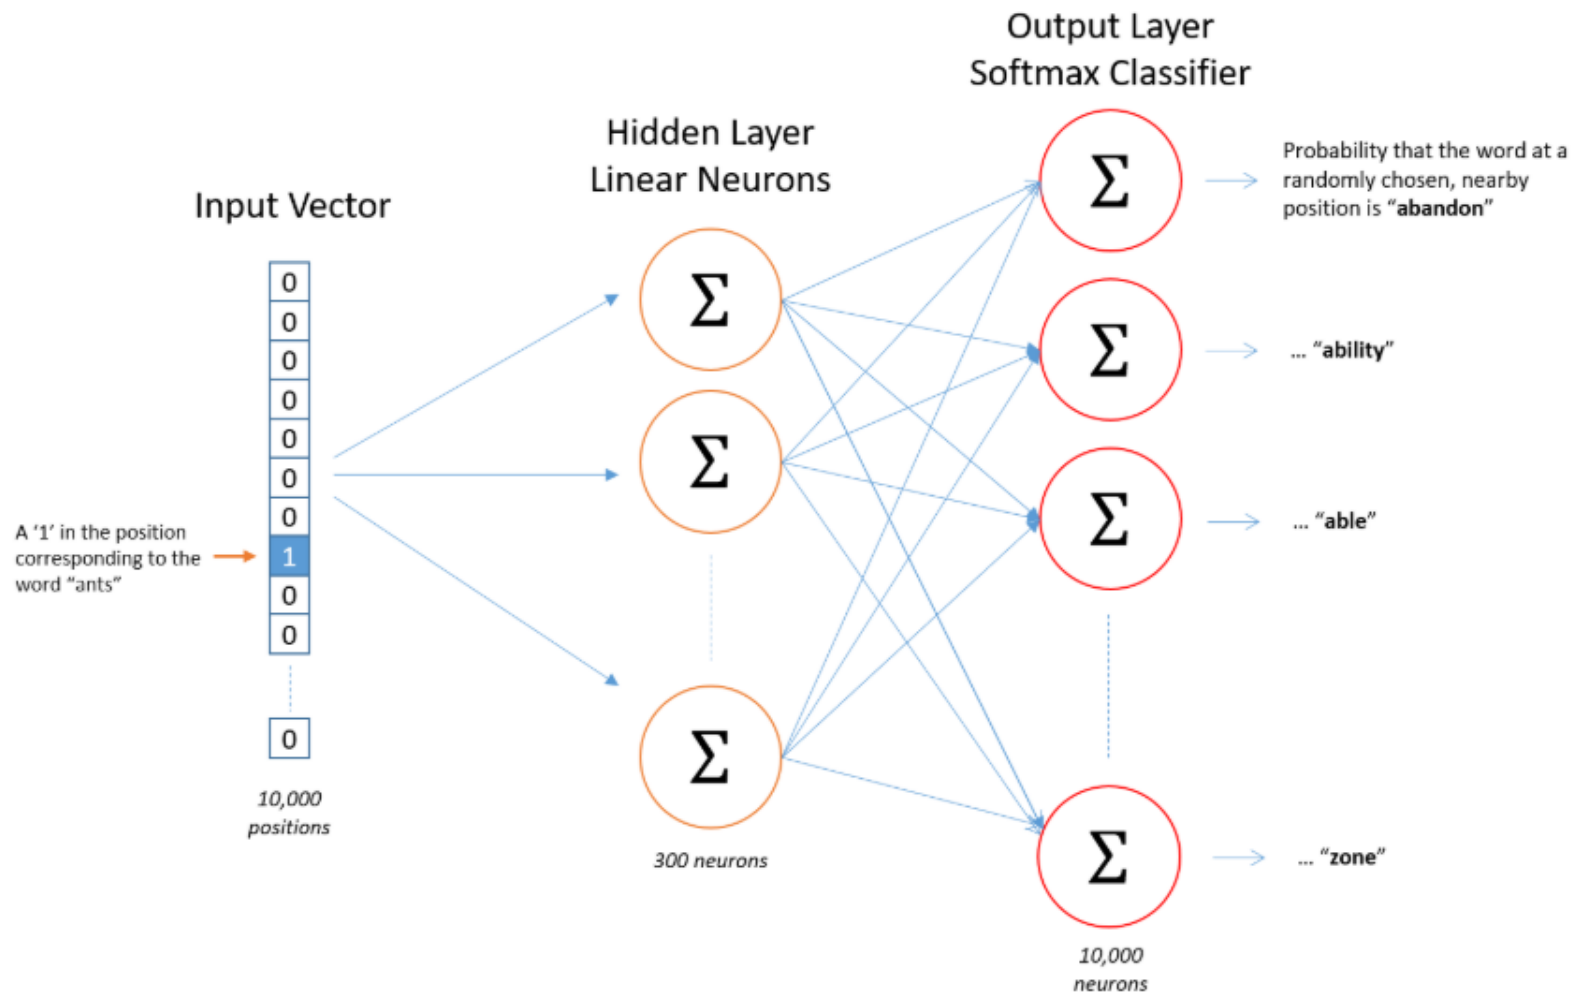 Output Layer
Softmax Classifier
Hidden Layer
Linear Neurons
Input Vector
0
0
0
0
0
0
0
1
0
0
0
A ‘1’ in the position
corresponding to the
word “ants”
10,000
positions
Σ
Σ
Σ
300 neurons
Σ
Σ
Σ
Σ
10,000
neurons
Probability that the word at a
randomly chosen, nearby
position is “abandon”
... “ability”
... “able”
... “zone”